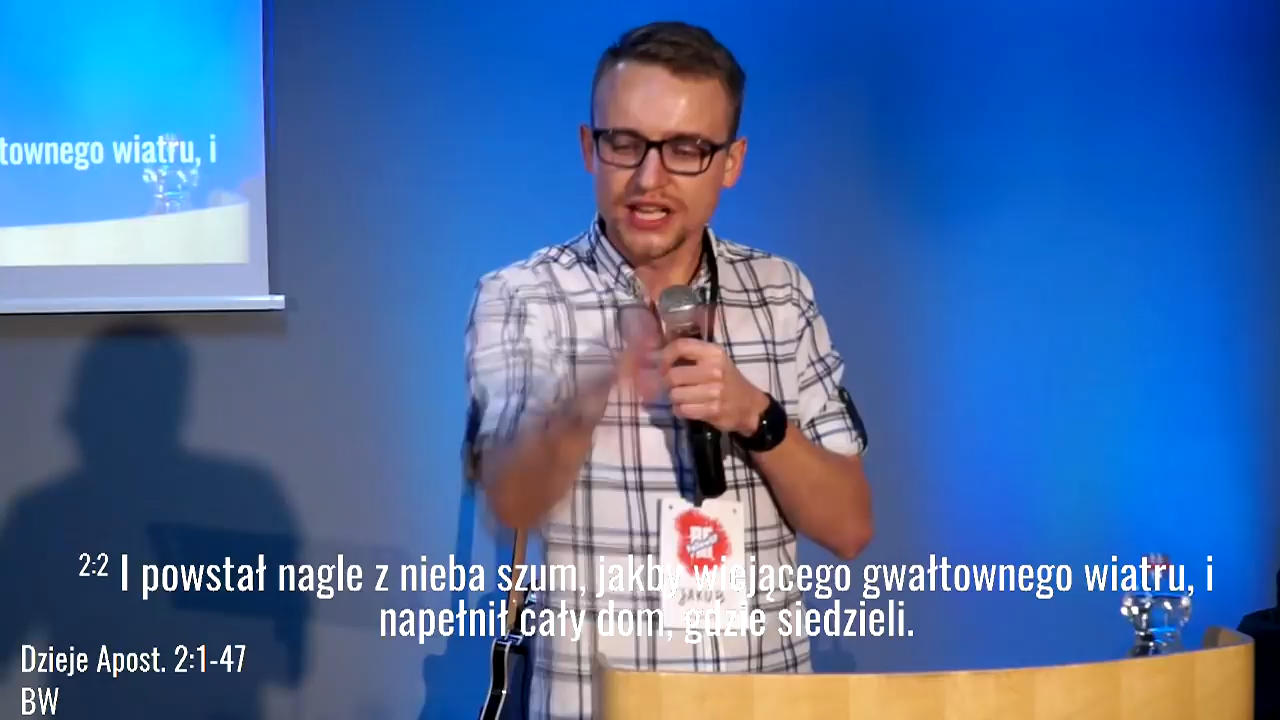 townego wiatru, i
2:2 I powstał nagle z nieba szum, jakby wiejącego gwałtownego wiatru, i
napełnił cały dom, gdzie siedzieli.
JAKUB
Dzieje Apost. 2:1-47
BW